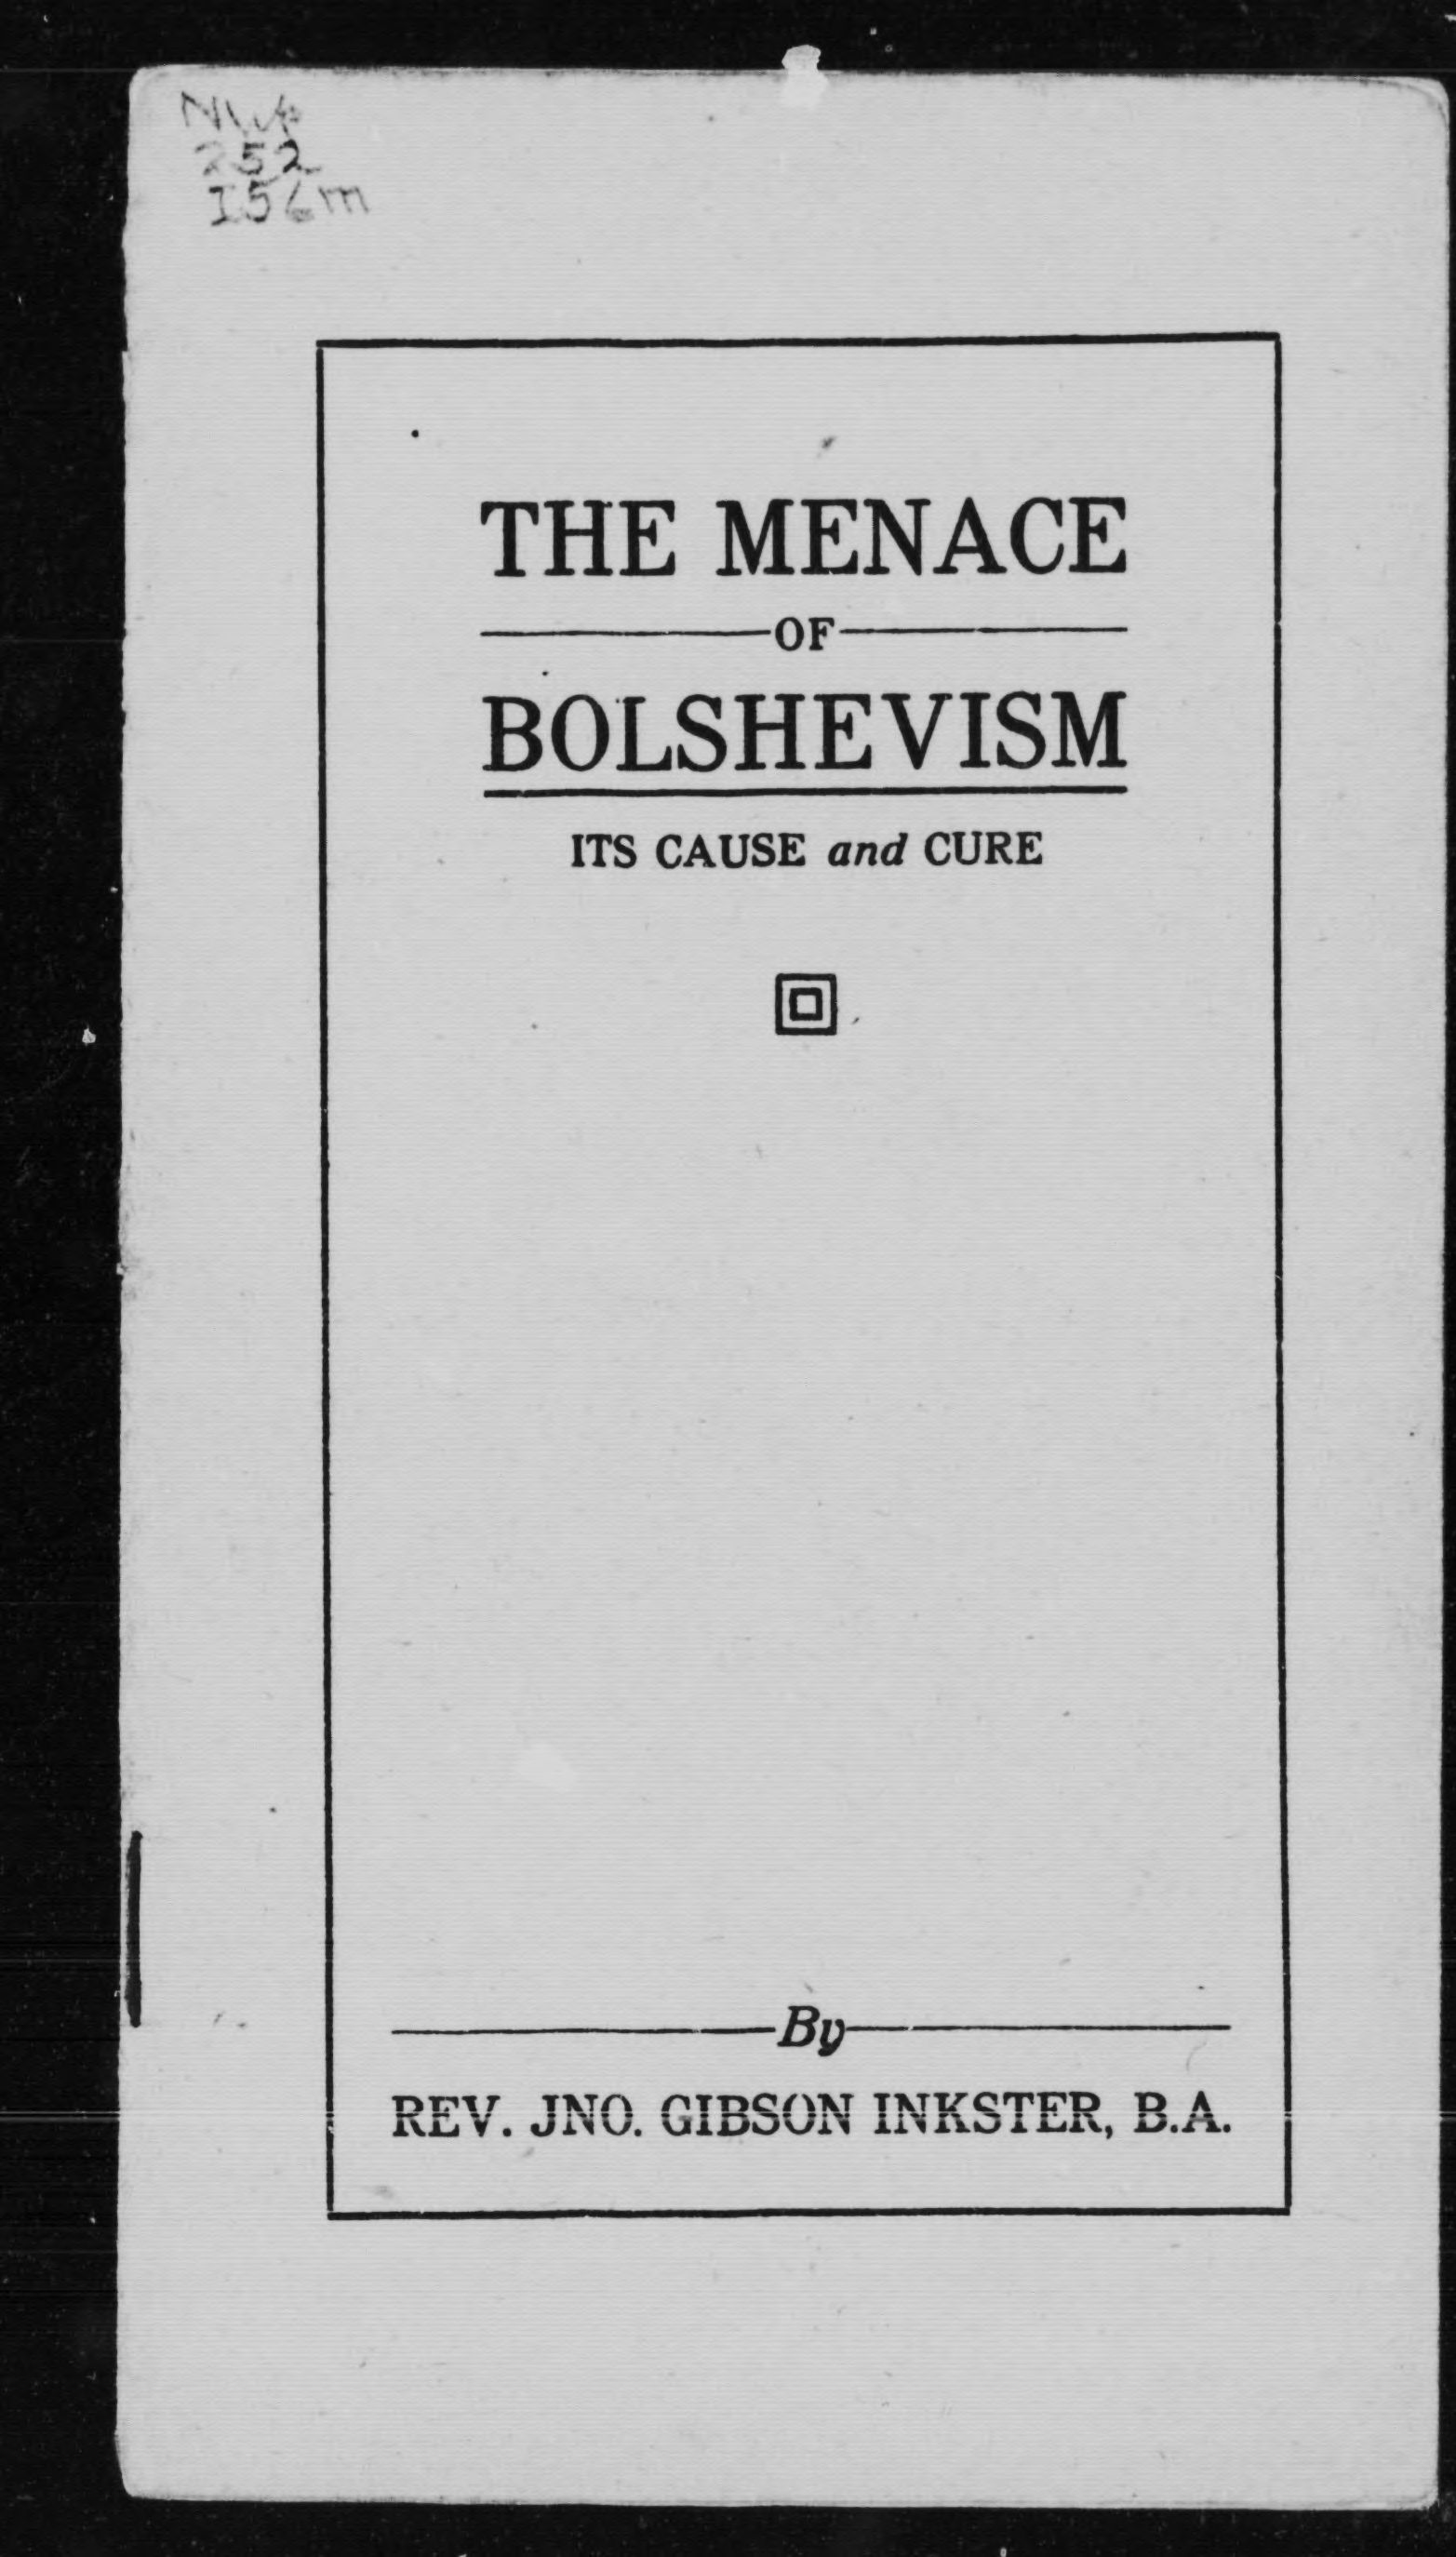 NWp
252
I56m
THE MENACE
OF
BOLSHEVISM
ITS CAUSE and CURE
By
REV. JNO. GIBSON INKSTER, B.A.